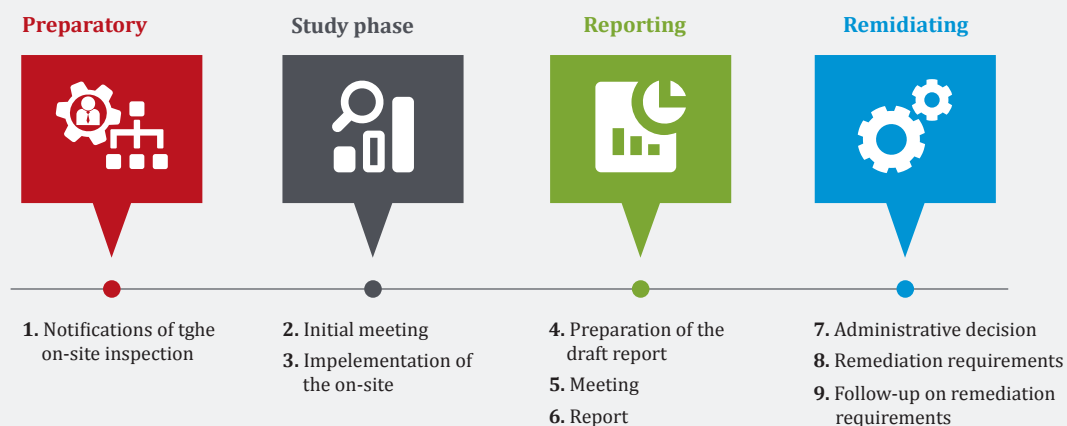 Preparatory
Study phase
Reporting
Remidiating
1. Notifications of tghe
on-site inspection
2. Initial meeting
3. Impelementation of
the on-site
4. Preparation of the
draft report
5. Meeting
6. Report
7. Administrative decision
8. Remediation requirements
9. Follow-up on remediation
requirements